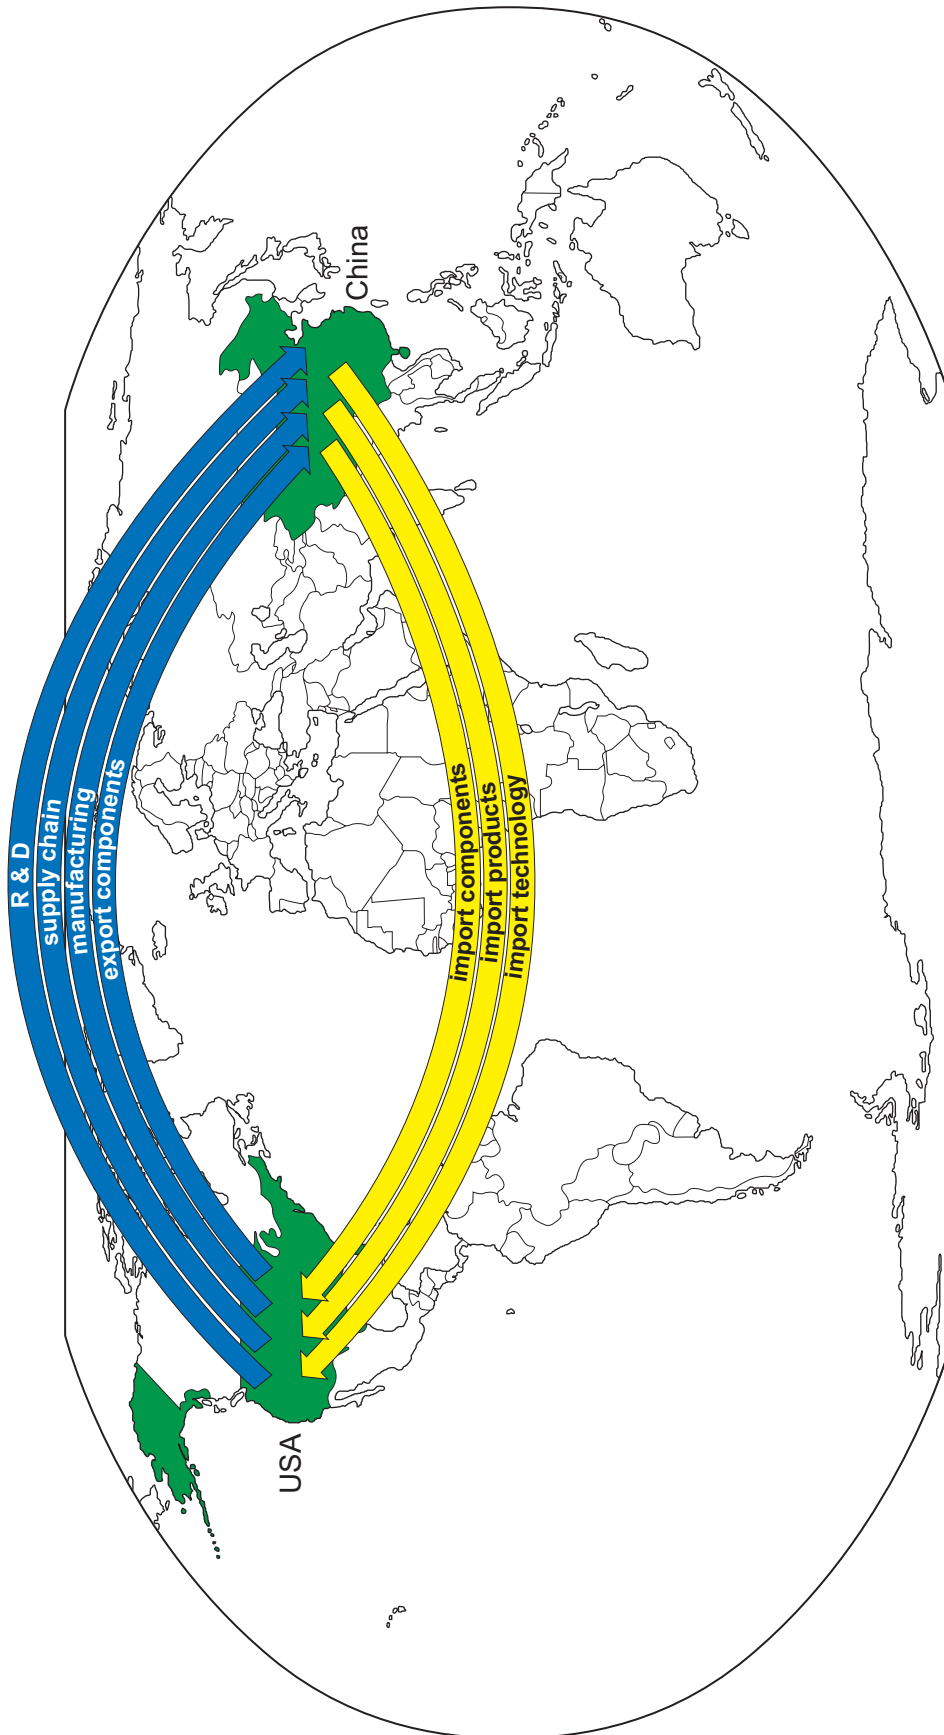 R & D
supply chain
manufacturing
export components
China
USA
import components
import products
import technology